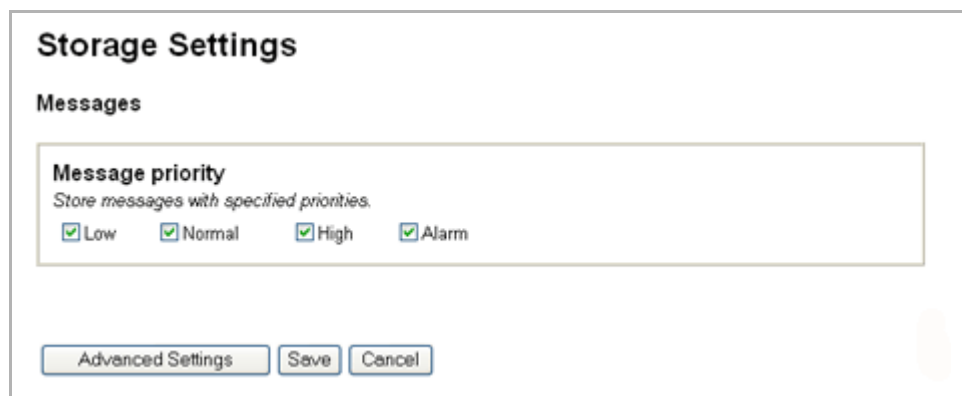 Storage Settings
Messages
Message priority
Store messages with specified priorities.
Low Normal High Alarm
Advanced Settings Save Cancel